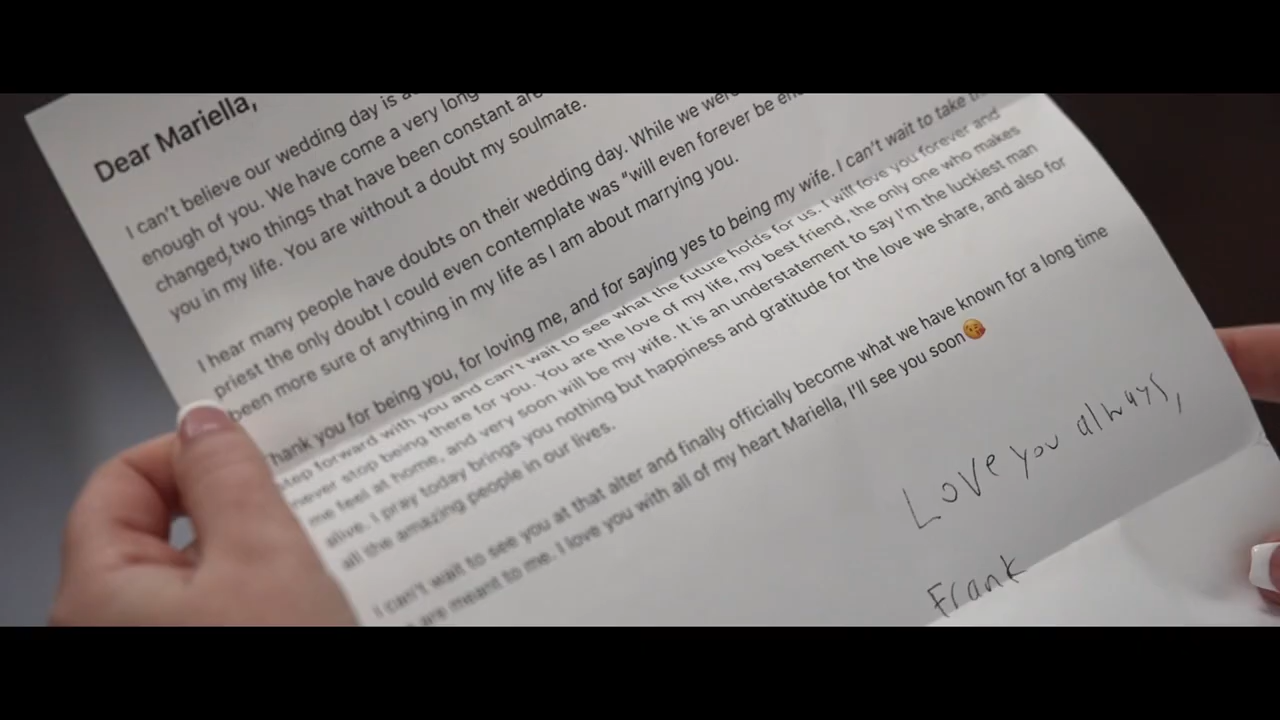 Dear Mariella,
I can't believe our wedding day is
enough of you. We have come a very long
changed, two things that have been constant are
you in my life. You are without a doubt my soulmate.
I hear many people have doubts on their wedding day. While we were
priest the only doubt I could even contemplate was "will even forever be
been more sure of anything in my life as I am about marrying you.
Thank you for being you, for loving me, and for saying yes to being my wife. I can't wait to take
step forward with you and can't wait to see what the future holds for us. I will love you forever and
never stop being there for you. You are the love of my life, my best friend, the only one who makes
me feel at home, and very soon will be my wife. It is an understatement to say I'm the luckiest man
alive. I pray today brings you nothing but happiness and gratitude for the love we share, and also for
all the amazing people in our lives.
I can't wait to see you at that alter and finally officially become what we have known for a long time
are meant to me. I love you with all of my heart Mariella, I'll see you soon😘
Love you always,
Frank